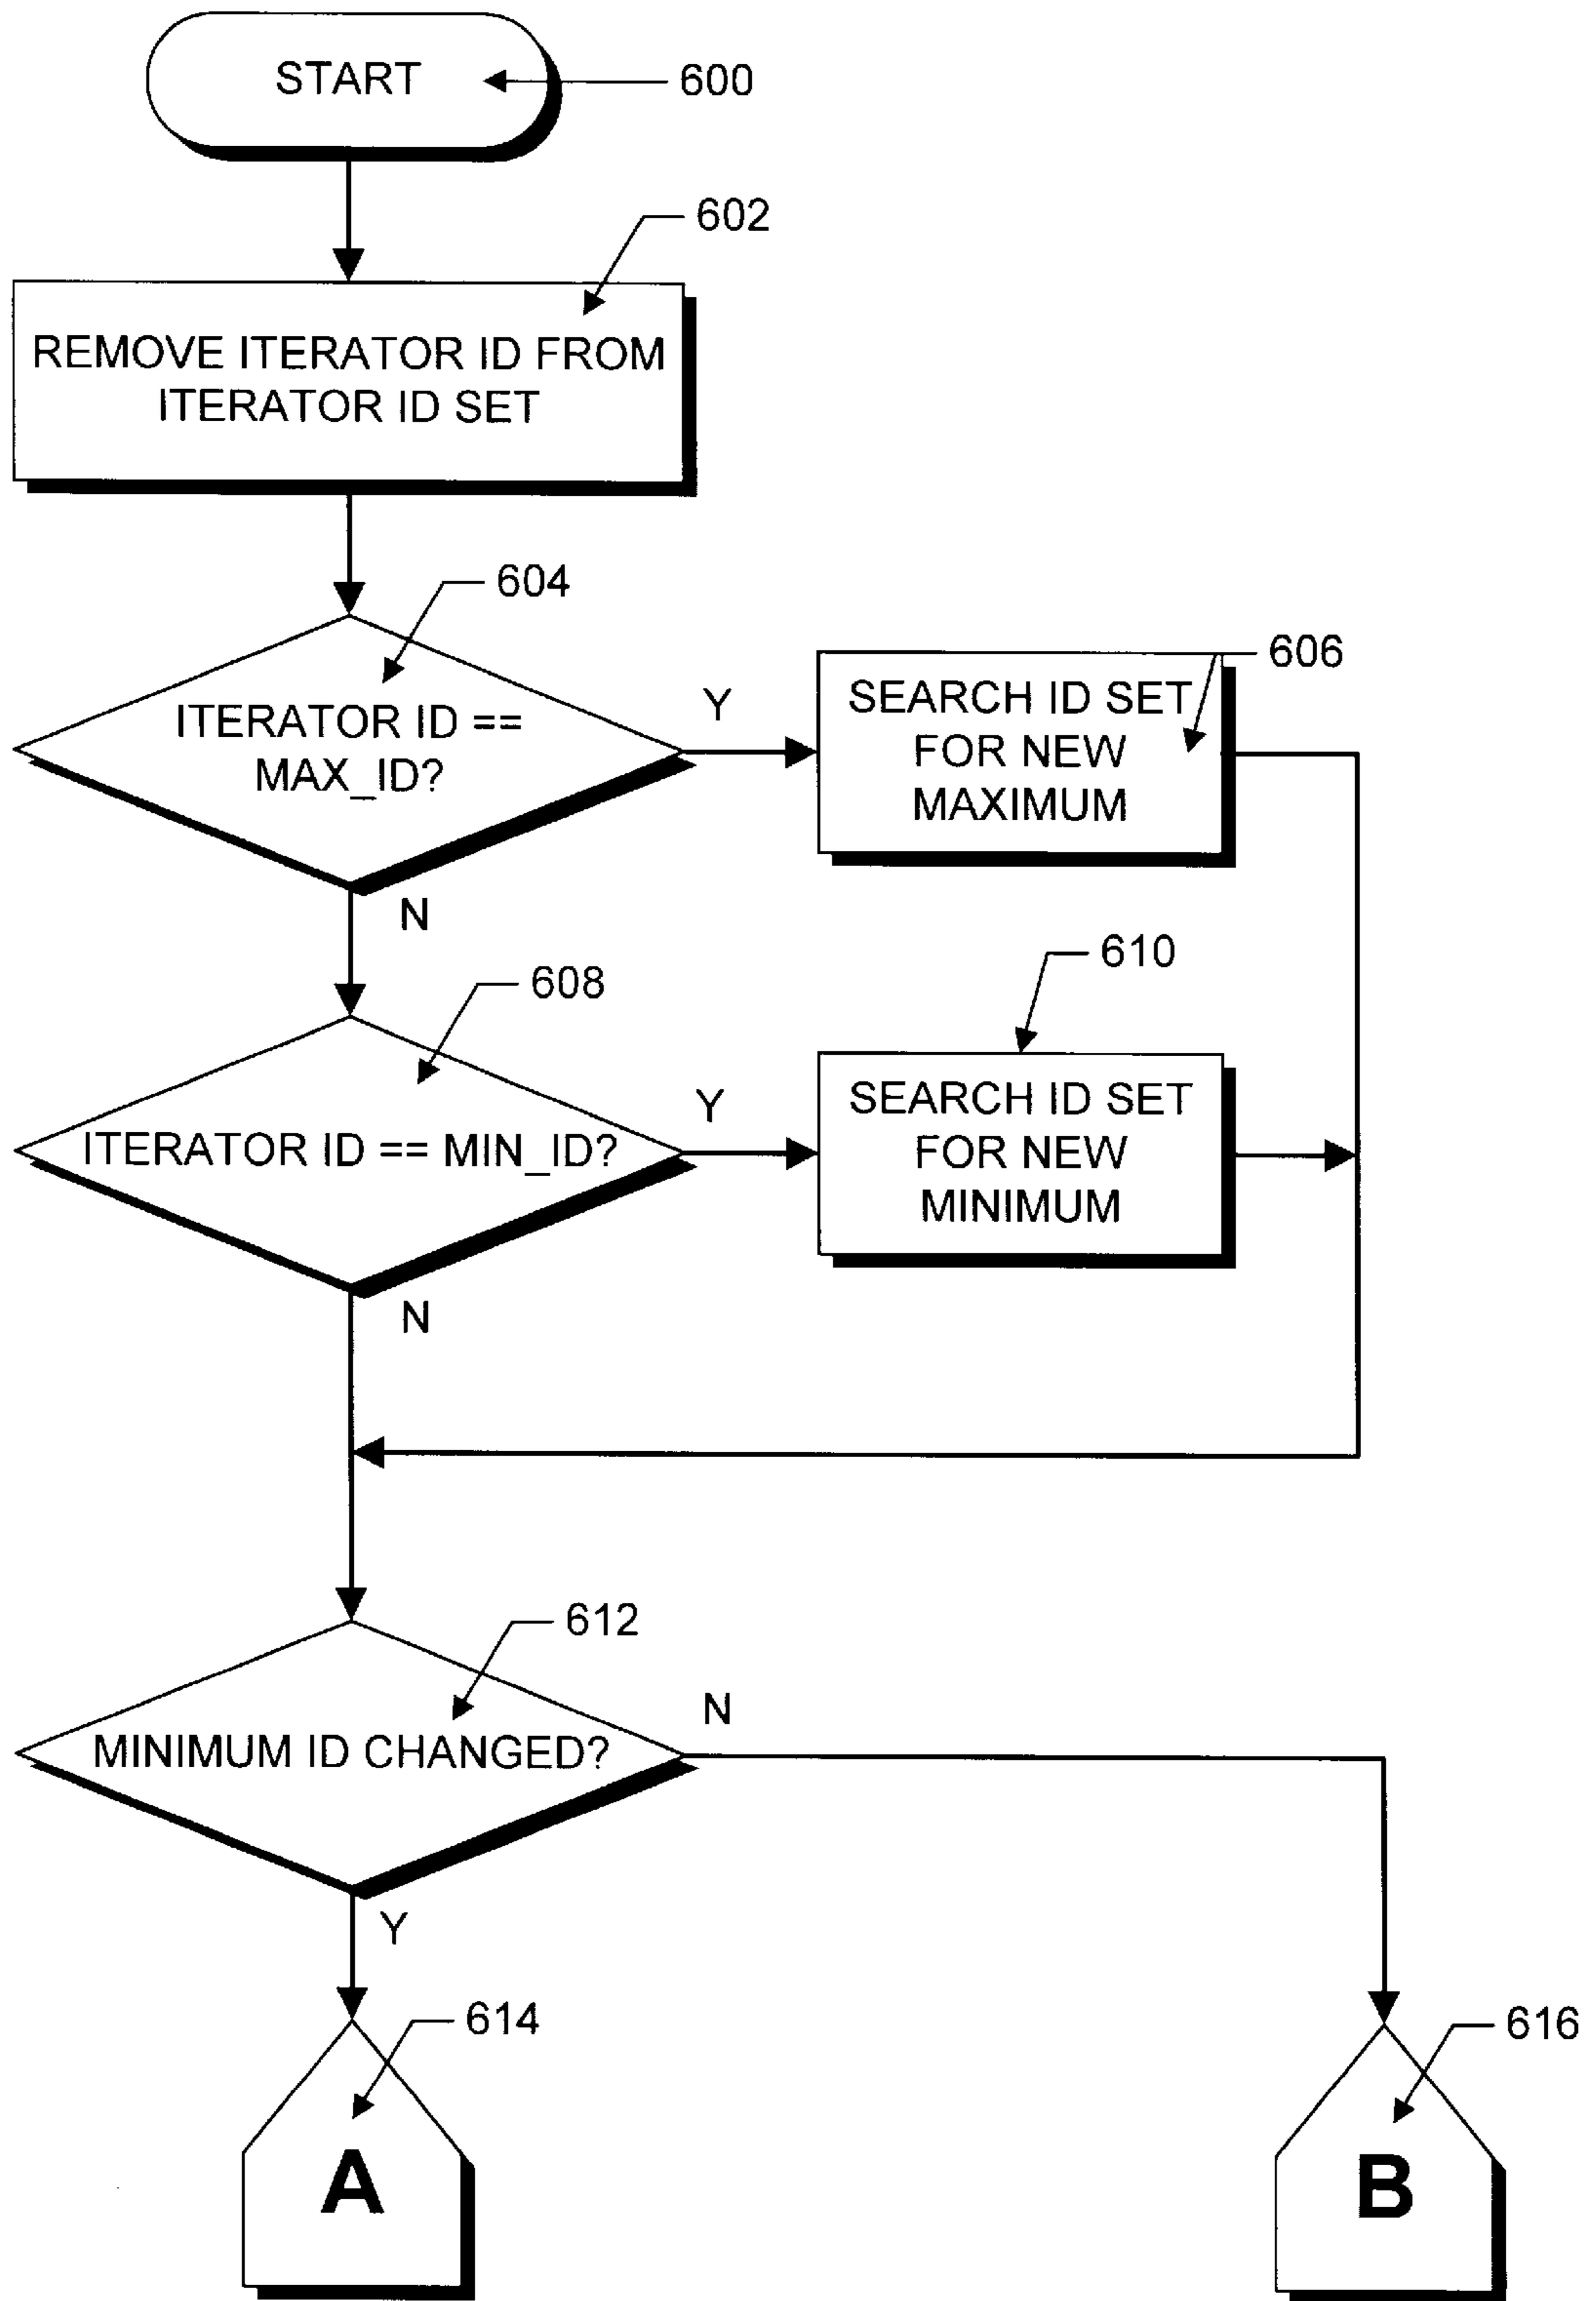 START
600
602
REMOVE ITERATOR ID FROM
ITERATOR ID SET
604
ITERATOR ID ==
MAX_ID?
Y
606
SEARCH ID SET
FOR NEW
MAXIMUM
N
608
ITERATOR ID == MIN_ID?
Y
610
SEARCH ID SET
FOR NEW
MINIMUM
N
612
MINIMUM ID CHANGED?
N
Y
614
A
616
B